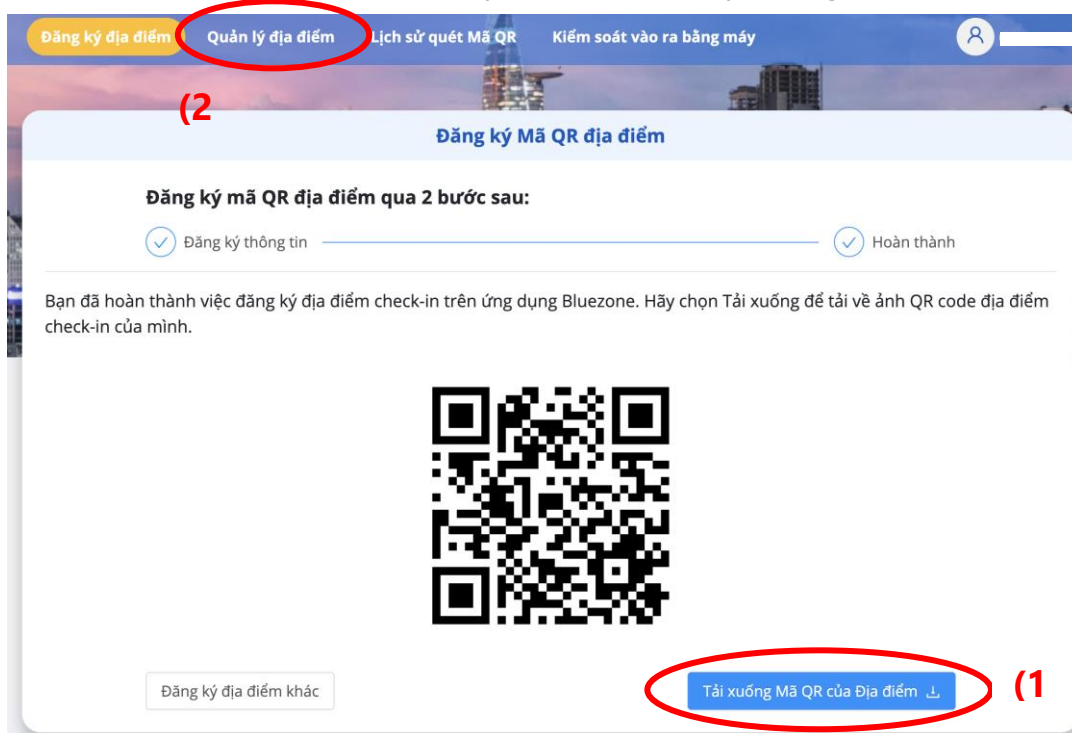 Đăng ký địa điểm Quản lý địa điểm Lịch sử quét Mã QR Kiểm soát vào ra bằng máy
(2
Đăng ký Mã QR địa điểm
Đăng ký mã QR địa điểm qua 2 bước sau:
Đăng ký thông tin Hoàn thành
Bạn đã hoàn thành việc đăng ký địa điểm check-in trên ứng dụng Bluezone. Hãy chọn Tải xuống để tải về ảnh QR code địa điểm
check-in của mình.
Đăng ký địa điểm khác Tải xuống Mã QR của Địa điểm (1